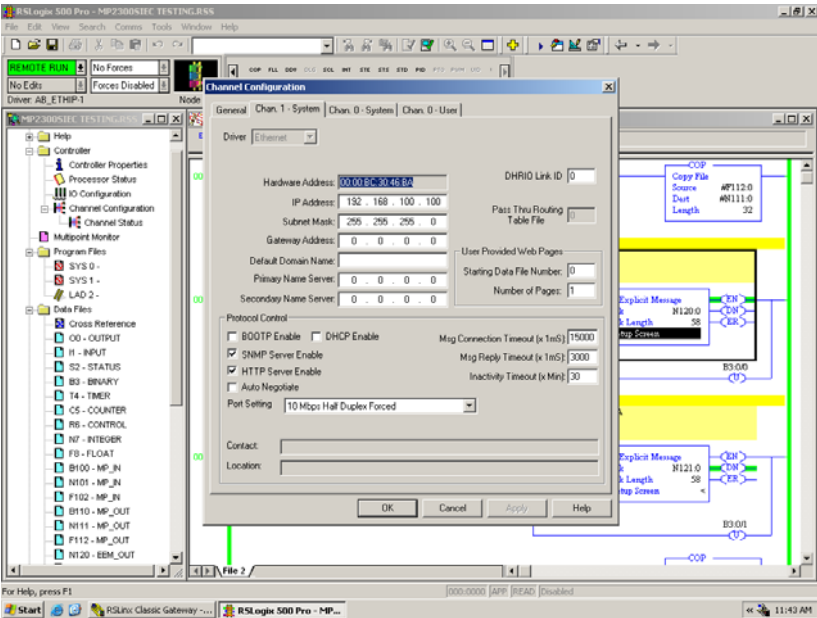 RSLogix 500 Pro - MP2300SIEC TESTING.RSS
File Edit View Search Comms Tools Window Help
REMOTE RUN No Forces
No Edits Forces Disabled
Driver: AB_ETHIP-1 Node
COP FLL
MP2300SIEC TESTING.RSS
Help
Controller
Controller Properties
Processor Status
IO Configuration
Channel Configuration
Channel Status
Multipoint Monitor
Program Files
SYS 0 -
SYS 1 -
LAD 2 -
Data Files
Cross Reference
O0 - OUTPUT
I1 - INPUT
S2 - STATUS
B3 - BINARY
T4 - TIMER
C5 - COUNTER
R6 - CONTROL
N7 - INTEGER
F8 - FLOAT
B100 - MP_IN
N101 - MP_IN
F102 - MP_IN
B110 - MP_OUT
N111 - MP_OUT
F112 - MP_OUT
N120 - EEM_OUT
Channel Configuration
General Chan. 1 - System Chan. 0 - System Chan. 0 - User
Driver Ethernet
Hardware Address: 00:00:BC:30:46:BA
IP Address: 192 . 168 . 100 . 100
Subnet Mask: 255 . 255 . 255 . 0
Gateway Address: 0 . 0 . 0 . 0
Default Domain Name:
Primary Name Server: 0 . 0 . 0 . 0
Secondary Name Server: 0 . 0 . 0 . 0
DHRIO Link ID 0
Pass Thru Routing
Table File 0
User Provided Web Pages
Starting Data File Number: 0
Number of Pages: 1
Protocol Control
BOOTP Enable DHCP Enable
SNMP Server Enable
HTTP Server Enable
Auto Negotiate
Port Setting 10 Mbps Half Duplex Forced
Msg Connection Timeout (x 1mS): 15000
Msg Reply Timeout (x 1mS): 3000
Inactivity Timeout (x Min): 30
Contact:
Location:
OK Cancel Apply Help
COP
Copy File
Source #F112:0
Dest #N111:0
Length 32
Explicit Message EN
N120:0 DN
Length 58 ER
Setup Screen
B3:0/0
U
Explicit Message EN
N121:0 DN
Length 58 ER
Setup Screen <
B3:0/1
U
COP
File 2
For Help, press F1
000:0000 APP READ Disabled
Start RSLinx Classic Gateway -... RSLogix 500 Pro - MP... « 11:43 AM